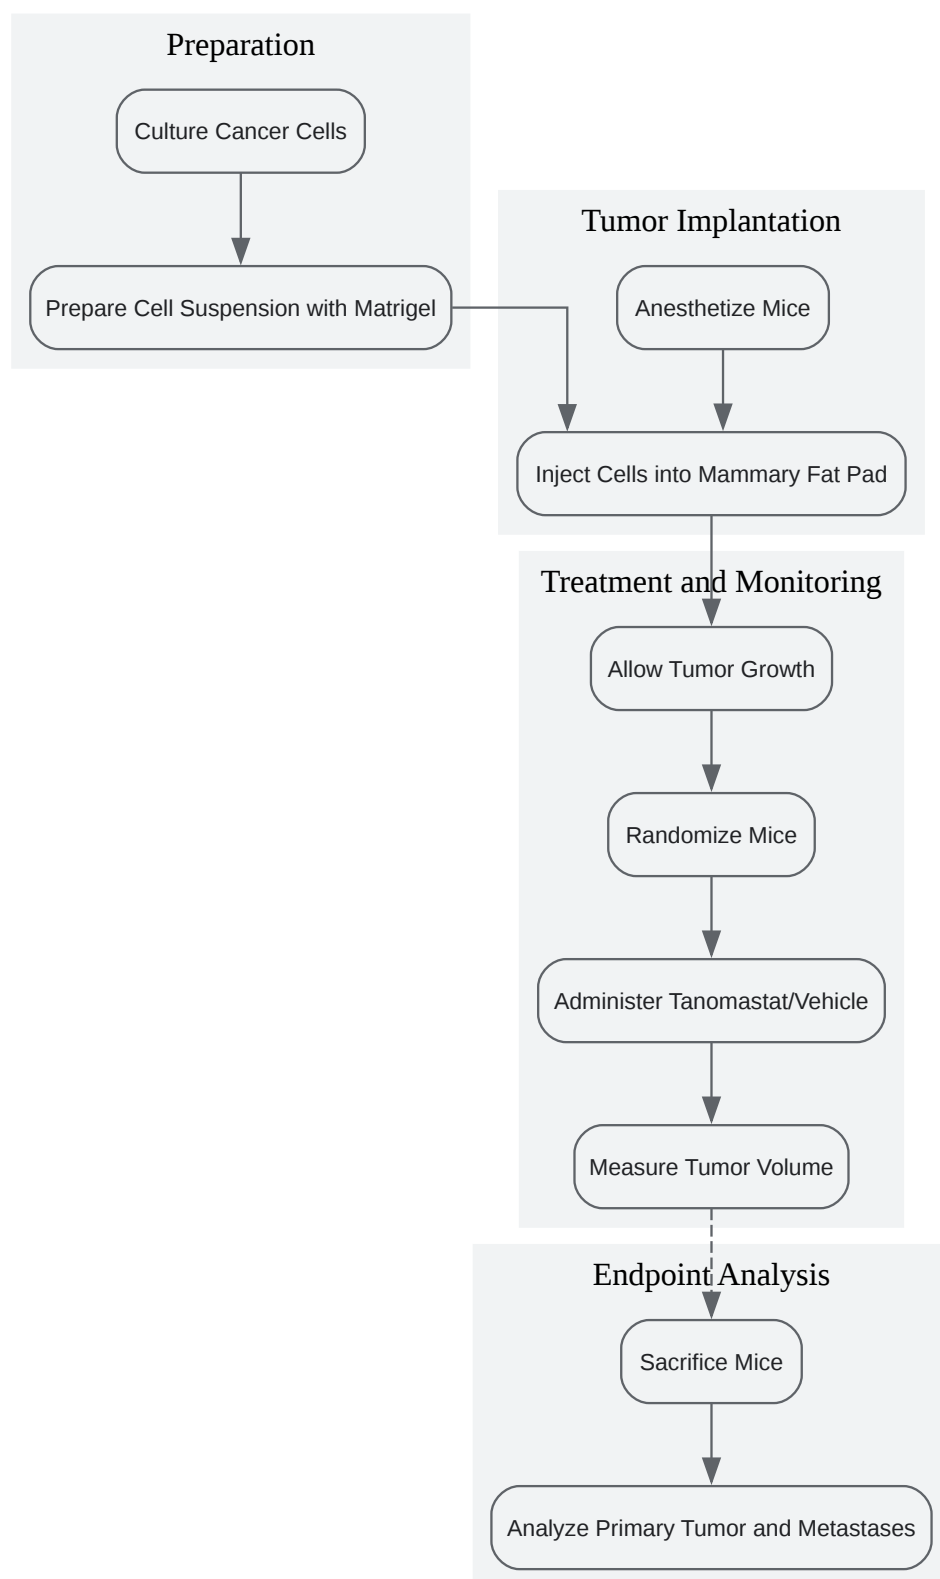 Preparation
Culture Cancer Cells
Prepare Cell Suspension with Matrigel
Tumor Implantation
Anesthetize Mice
Inject Cells into Mammary Fat Pad
Treatment and Monitoring
Allow Tumor Growth
Randomize Mice
Administer Tanomastat/Vehicle
Measure Tumor Volume
Endpoint Analysis
Sacrifice Mice
Analyze Primary Tumor and Metastases